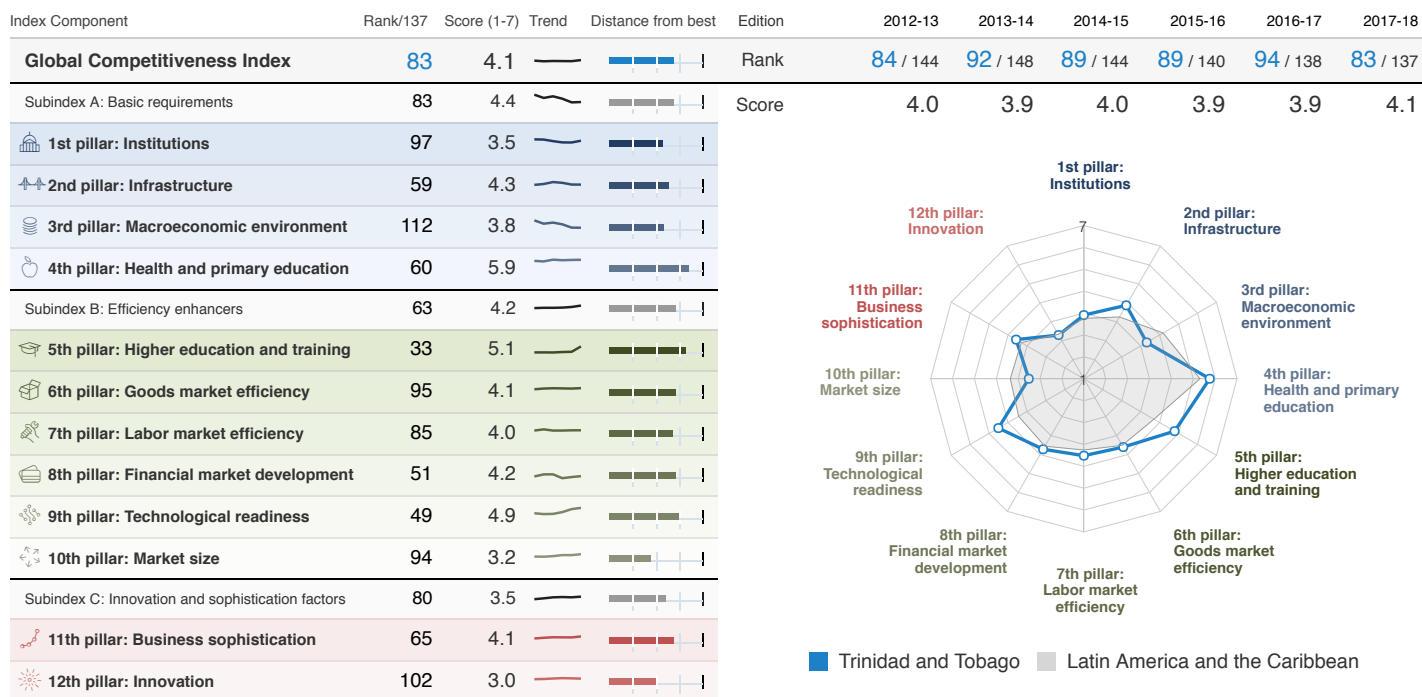 Index Component Rank/137 Score (1-7) Trend Distance from best
Global Competitiveness Index 83 4.1
Subindex A: Basic requirements 83 4.4
1st pillar: Institutions 97 3.5
2nd pillar: Infrastructure 59 4.3
3rd pillar: Macroeconomic environment 112 3.8
4th pillar: Health and primary education 60 5.9
Subindex B: Efficiency enhancers 63 4.2
5th pillar: Higher education and training 33 5.1
6th pillar: Goods market efficiency 95 4.1
7th pillar: Labor market efficiency 85 4.0
8th pillar: Financial market development 51 4.2
9th pillar: Technological readiness 49 4.9
10th pillar: Market size 94 3.2
Subindex C: Innovation and sophistication factors 80 3.5
11th pillar: Business sophistication 65 4.1
12th pillar: Innovation 102 3.0
Edition 2012-13 2013-14 2014-15 2015-16 2016-17 2017-18
Rank 84 / 144 92 / 148 89 / 144 89 / 140 94 / 138 83 / 137
Score 4.0 3.9 4.0 3.9 3.9 4.1
1st pillar:
Institutions
2nd pillar:
Infrastructure
3rd pillar:
Macroeconomic
environment
4th pillar:
Health and primary
education
5th pillar:
Higher education
and training
6th pillar:
Goods market
efficiency
7th pillar:
Labor market
efficiency
8th pillar:
Financial market
development
9th pillar:
Technological
readiness
10th pillar:
Market size
11th pillar:
Business
sophistication
12th pillar:
Innovation
7
1
Trinidad and Tobago Latin America and the Caribbean